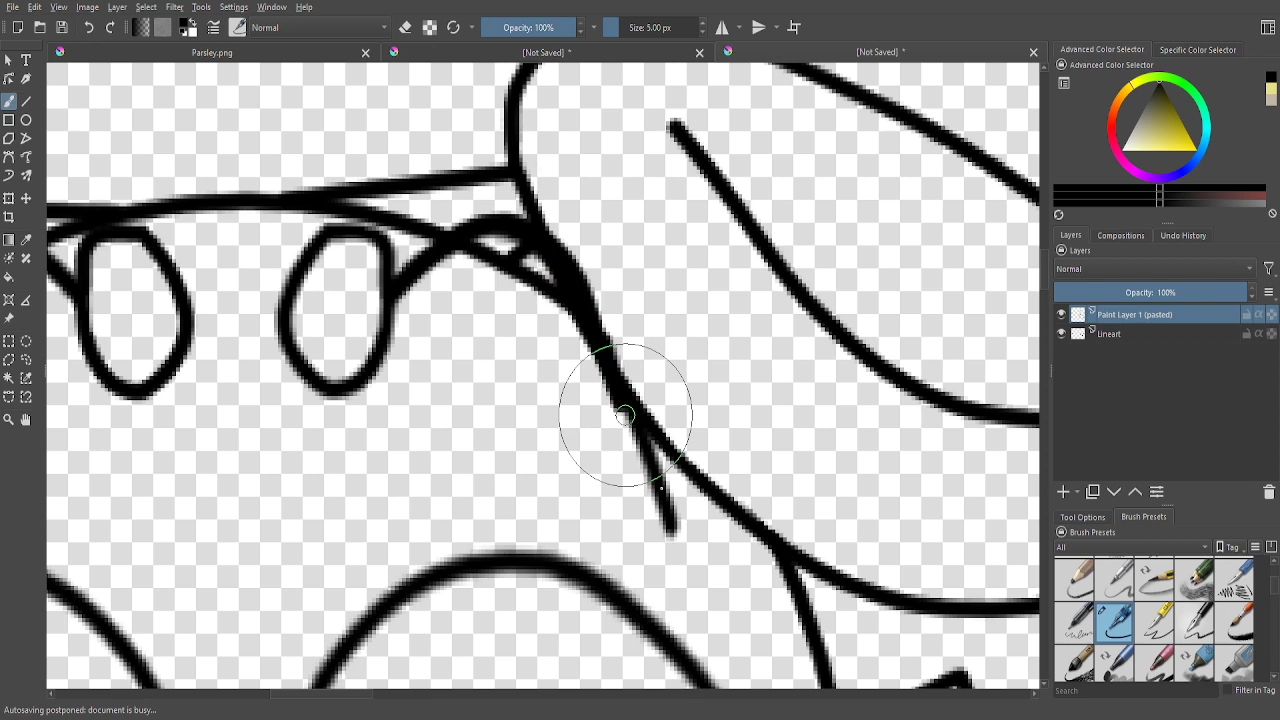 File Edit View Image Layer Select Filter Tools Settings Window Help
Normal Opacity: 100% Size: 5.00 px
Parsley.png [Not Saved] * [Not Saved] *
Advanced Color Selector Specific Color Selector
Advanced Color Selector
Layers Compositions Undo History
Layers
Normal
Opacity: 100%
Paint Layer 1 (pasted)
Lineart
Tool Options Brush Presets
Brush Presets
All Tag
Search Filter in Tag
Autosaving postponed: document is busy...